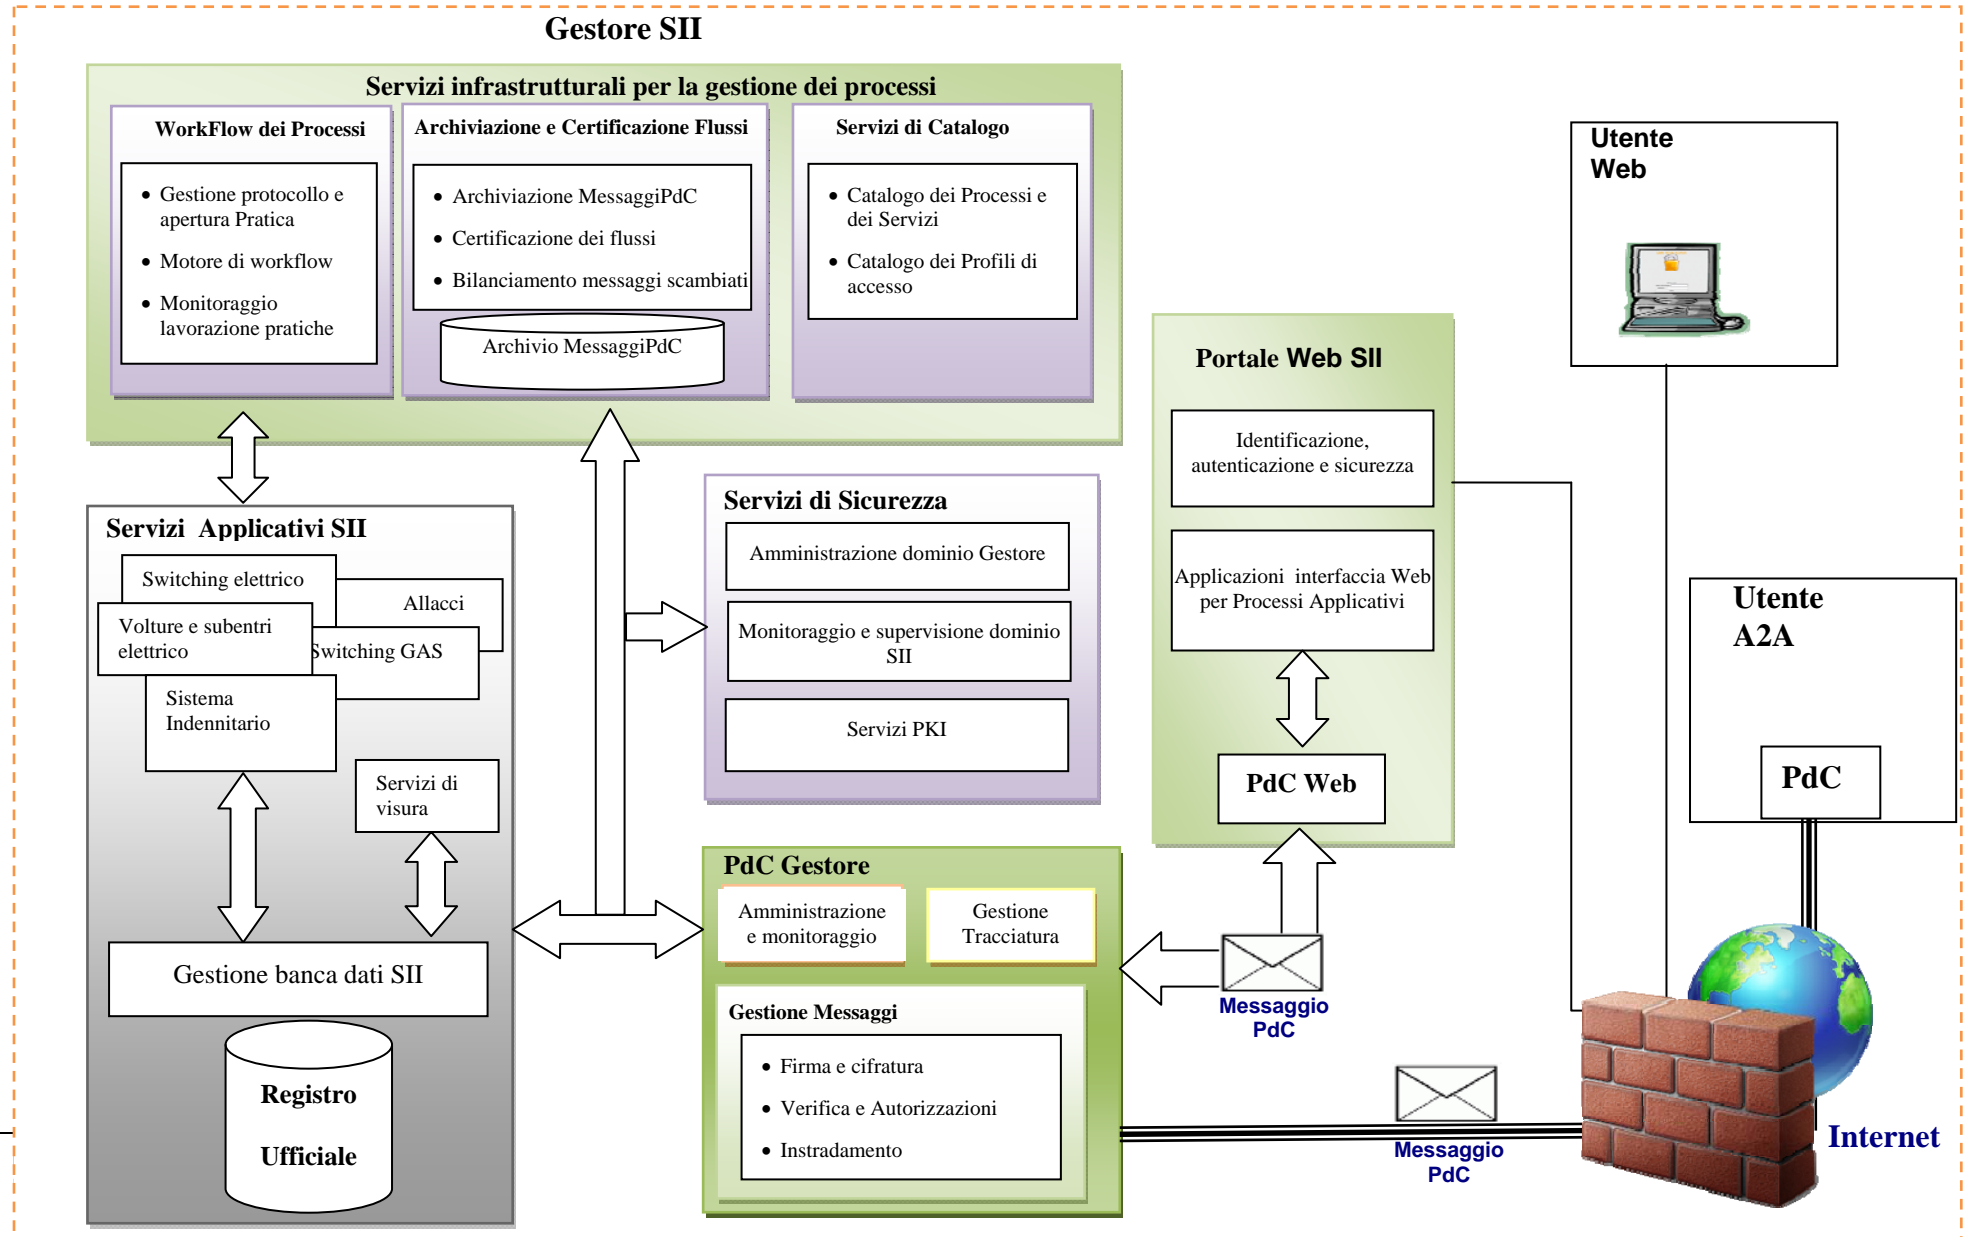 Gestore SII
Servizi infrastrutturali per la gestione dei processi
WorkFlow dei Processi
• Gestione protocollo e
apertura Pratica
• Motore di workflow
• Monitoraggio
lavorazione pratiche
Archiviazione e Certificazione Flussi
• Archiviazione MessaggiPdC
• Certificazione dei flussi
• Bilanciamento messaggi scambiati
Archivio MessaggiPdC
Servizi di Catalogo
• Catalogo dei Processi e
dei Servizi
• Catalogo dei Profili di
accesso
Servizi Applicativi SII
Switching elettrico
Allacci
Volture e subentri
elettrico
Switching GAS
Sistema
Indennitario
Servizi di
visura
Gestione banca dati SII
Registro
Ufficiale
Servizi di Sicurezza
Amministrazione dominio Gestore
Monitoraggio e supervisione dominio
SII
Servizi PKI
PdC Gestore
Amministrazione
e monitoraggio
Gestione
Tracciatura
Gestione Messaggi
• Firma e cifratura
• Verifica e Autorizzazioni
• Instradamento
Portale Web SII
Identificazione,
autenticazione e sicurezza
Applicazioni interfaccia Web
per Processi Applicativi
PdC Web
Messaggio
PdC
Messaggio
PdC
Utente
Web
Utente
A2A
PdC
Internet